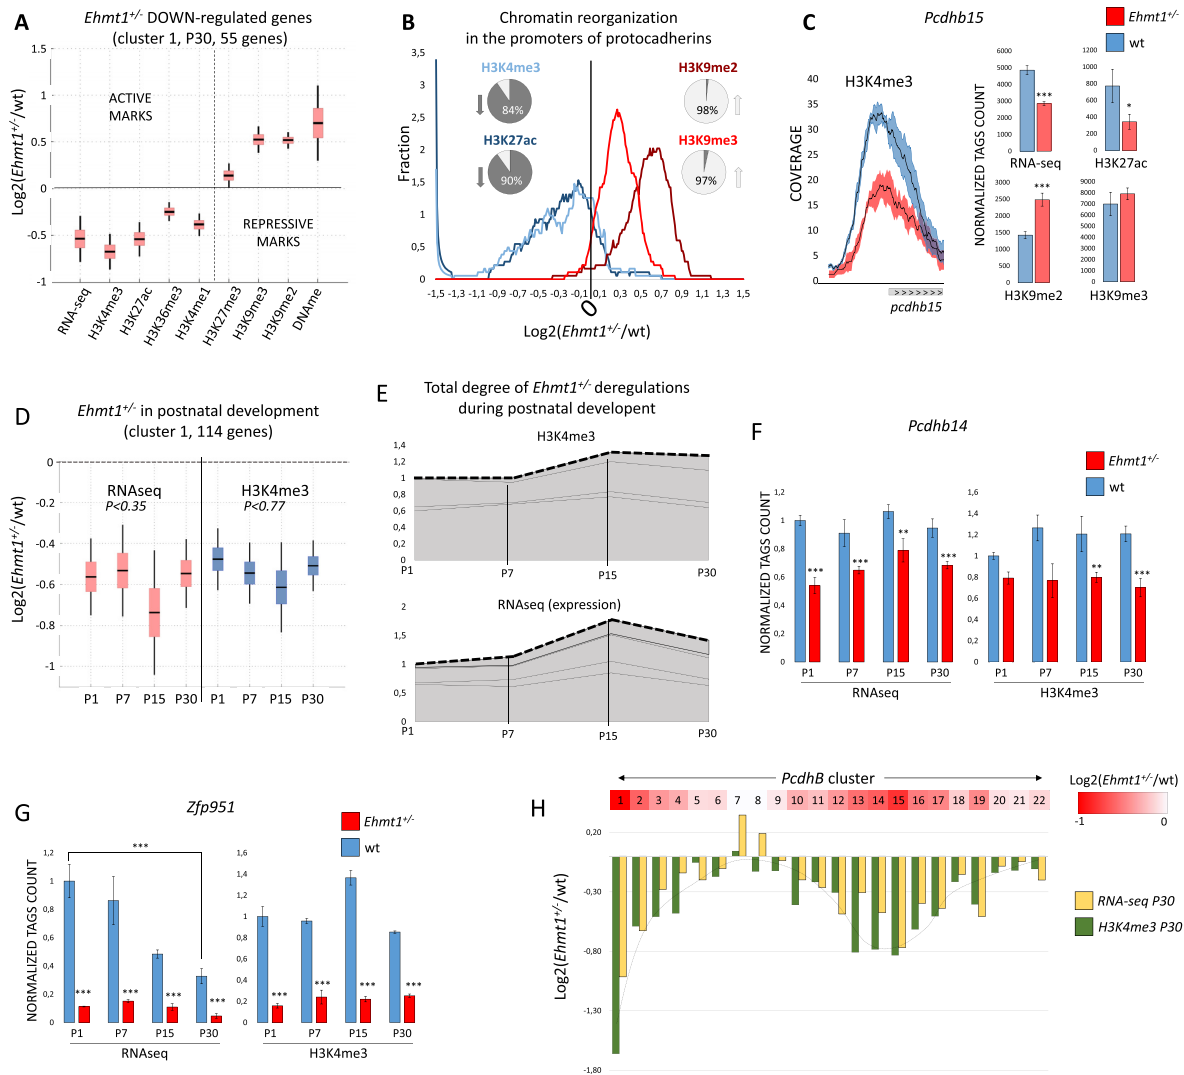 A
Ehmt1+/- DOWN-regulated genes
(cluster 1, P30, 55 genes)
Log2(Ehmt1+/-/wt)
1.5
1
0.5
0
-0.5
-1
ACTIVE
MARKS
REPRESSIVE
MARKS
RNA-seq
H3K4me3
H3K27ac
H3K36me3
H3K4me1
H3K27me3
H3K9me3
H3K9me2
DNAme
B
Chromatin reorganization
in the promoters of protocadherins
Fraction
3,5
3
2,5
2
1,5
1
0,5
0
H3K4me3
84%
H3K27ac
90%
H3K9me2
98%
H3K9me3
97%
-1,5 -1,3 -1,1 -0,9 -0,7 -0,5 -0,3 -0,1 0,1 0,3 0,5 0,7 0,9 1,1 1,3 1,5
0
Log2(Ehmt1+/-/wt)
C
Pcdhb15
Ehmt1+/-
wt
H3K4me3
COVERAGE
40
35
30
25
20
15
10
5
0
>>>>>>>
pcdhb15
NORMALIZED TAGS COUNT
6000
5000
4000
3000
2000
1000
0
***
RNA-seq
1200
1000
800
600
400
200
0
*
H3K27ac
3000
2500
2000
1500
1000
500
0
***
H3K9me2
9000
8000
7000
6000
5000
4000
3000
2000
1000
0
H3K9me3
D
Ehmt1+/- in postnatal development
(cluster 1, 114 genes)
Log2(Ehmt1+/-/wt)
0
-0.2
-0.4
-0.6
-0.8
-1
RNAseq
P<0.35
H3K4me3
P<0.77
P1 P7 P15 P30 P1 P7 P15 P30
E
Total degree of Ehmt1+/- deregulations
during postnatal developent
H3K4me3
1,4
1,2
1
0,8
0,6
0,4
0,2
0
P1 P7 P15 P30
RNAseq (expression)
2
1,5
1
0,5
0
P1 P7 P15 P30
F
Pcdhb14
Ehmt1+/-
wt
NORMALIZED TAGS COUNT
1,2
1
0,8
0,6
0,4
0,2
0
*** *** ** ***
P1 P7 P15 P30
RNAseq
1,6
1,4
1,2
1
0,8
0,6
0,4
0,2
0
** ***
P1 P7 P15 P30
H3K4me3
G
Zfp951
Ehmt1+/-
wt
NORMALIZED TAGS COUNT
1,2
1
0,8
0,6
0,4
0,2
0
***
*** *** *** ***
P1 P7 P15 P30
RNAseq
1,6
1,4
1,2
1
0,8
0,6
0,4
0,2
0
*** *** *** ***
P1 P7 P15 P30
H3K4me3
H
PcdhB cluster
1 2 3 4 5 6 7 8 9 10 11 12 13 14 15 16 17 18 19 20 21 22
Log2(Ehmt1+/-/wt)
-1 0
Log2(Ehmt1+/-/wt)
0,20
-0,30
-0,80
-1,30
-1,80
RNA-seq P30
H3K4me3 P30